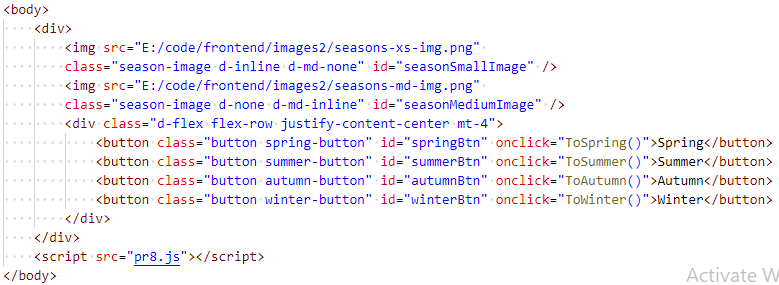 <body>
<div>
<img src="E:/code/frontend/images2/seasons-xs-img.png"
class="season-image d-inline d-md-none" id="seasonSmallImage" />
<img src="E:/code/frontend/images2/seasons-md-img.png"
class="season-image d-none d-md-inline" id="seasonMediumImage" />
<div class="d-flex flex-row justify-content-center mt-4">
<button class="button spring-button" id="springBtn" onclick="ToSpring()">Spring</button>
<button class="button summer-button" id="summerBtn" onclick="ToSummer()">Summer</button>
<button class="button autumn-button" id="autumnBtn" onclick="ToAutumn()">Autumn</button>
<button class="button winter-button" id="winterBtn" onclick="ToWinter()">Winter</button>
</div>
</div>
<script src="pr8.js"></script>
</body>
Activate W